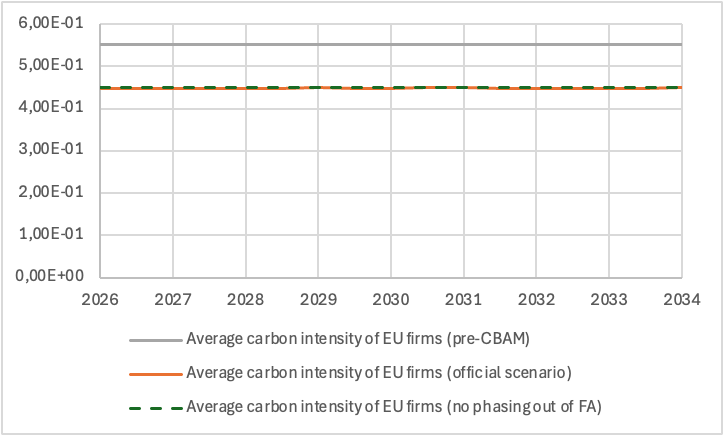 6,00E-01
5,00E-01
4,00E-01
3,00E-01
2,00E-01
1,00E-01
0,00E+00
2026 2027 2028 2029 2030 2031 2032 2033 2034
Average carbon intensity of EU firms (pre-CBAM)
Average carbon intensity of EU firms (official scenario)
Average carbon intensity of EU firms (no phasing out of FA)